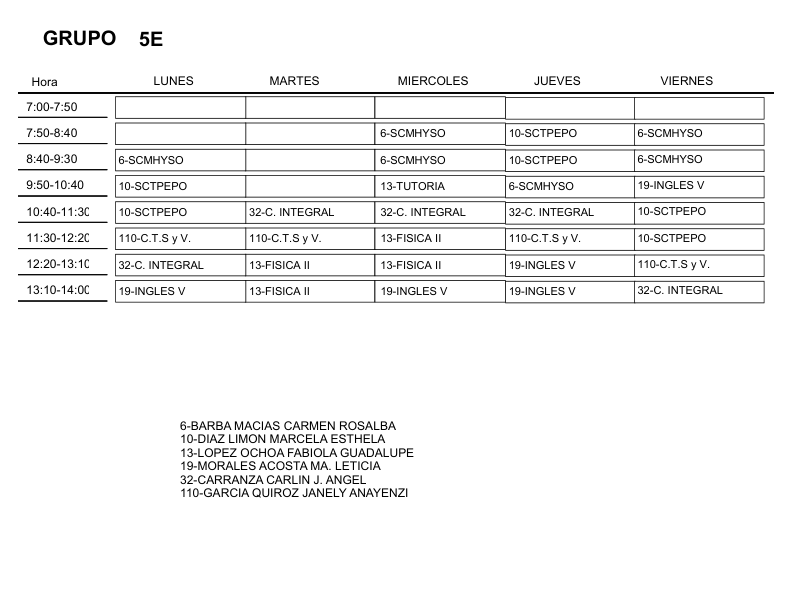 GRUPO 5E
Hora LUNES MARTES MIERCOLES JUEVES VIERNES
7:00-7:50
7:50-8:40 6-SCMHYSO 10-SCTPEPO 6-SCMHYSO
8:40-9:30 6-SCMHYSO 6-SCMHYSO 10-SCTPEPO 6-SCMHYSO
9:50-10:40 10-SCTPEPO 13-TUTORIA 6-SCMHYSO 19-INGLES V
10:40-11:30 10-SCTPEPO 32-C. INTEGRAL 32-C. INTEGRAL 32-C. INTEGRAL 10-SCTPEPO
11:30-12:20 110-C.T.S y V. 110-C.T.S y V. 13-FISICA II 110-C.T.S y V. 10-SCTPEPO
12:20-13:10 32-C. INTEGRAL 13-FISICA II 13-FISICA II 19-INGLES V 110-C.T.S y V.
13:10-14:00 19-INGLES V 13-FISICA II 19-INGLES V 19-INGLES V 32-C. INTEGRAL
6-BARBA MACIAS CARMEN ROSALBA
10-DIAZ LIMON MARCELA ESTHELA
13-LOPEZ OCHOA FABIOLA GUADALUPE
19-MORALES ACOSTA MA. LETICIA
32-CARRANZA CARLIN J. ANGEL
110-GARCIA QUIROZ JANELY ANAYENZI